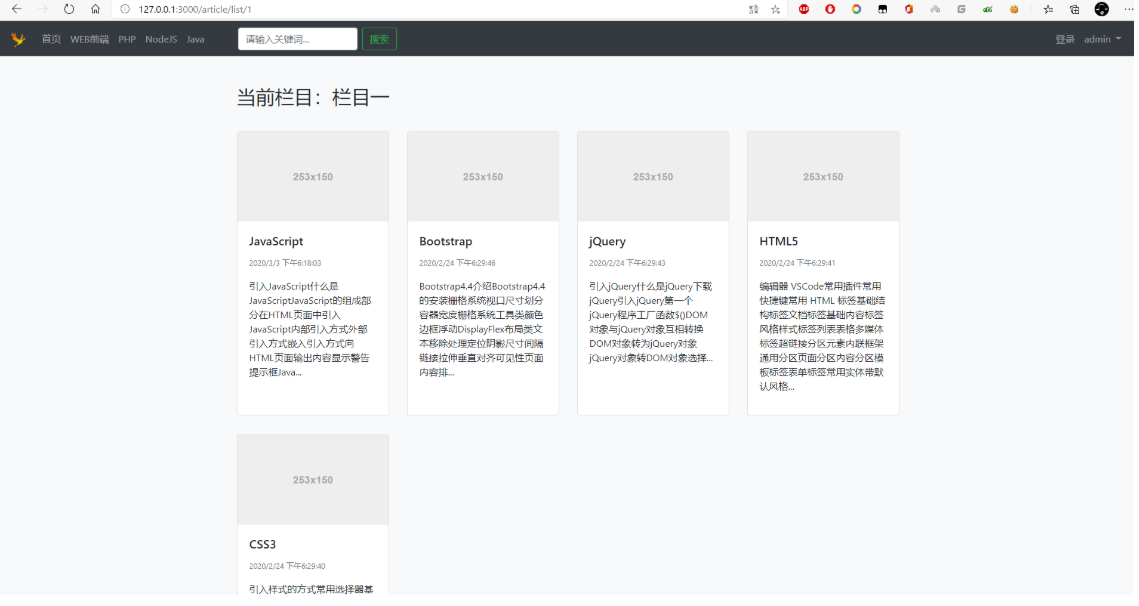 127.0.0.1:3000/article/list/1
首页 WEB前端 PHP NodeJS Java 请输入关键词... 搜索 登录 admin
当前栏目：栏目一
253x150
JavaScript
2020/3/3 下午6:18:03
引入JavaScript什么是
JavaScriptJavaScript的组成部
分在HTML页面中引入
JavaScript内部引入方式外部
引入方式嵌入引入方式向
HTML页面输出内容显示警告
提示框Java...
253x150
Bootstrap
2020/2/24 下午6:29:46
Bootstrap4.4介绍Bootstrap4.4
的安装栅格系统视口尺寸划分
容器宽度栅格系统工具类颜色
边框浮动DisplayFlex布局类文
本移除处理定位阴影尺寸间隔
链接拉伸垂直对齐可见性页面
内容排...
253x150
jQuery
2020/2/24 下午6:29:43
引入jQuery什么是jQuery下载
jQuery引入jQuery第一个
jQuery程序工厂函数$()DOM
对象与jQuery对象互相转换
DOM对象转为jQuery对象
jQuery对象转DOM对象选择...
253x150
HTML5
2020/2/24 下午6:29:41
编辑器 VSCode常用插件常用
快捷键常用 HTML 标签基础结
构标签文档标签基础内容标签
风格样式标签列表表格多媒体
标签超链接分区元素内联框架
通用分区页面分区内容分区模
板标签表单标签常用实体带默
认风格...
253x150
CSS3
2020/2/24 下午6:29:40
引入样式的方式常用选择器基